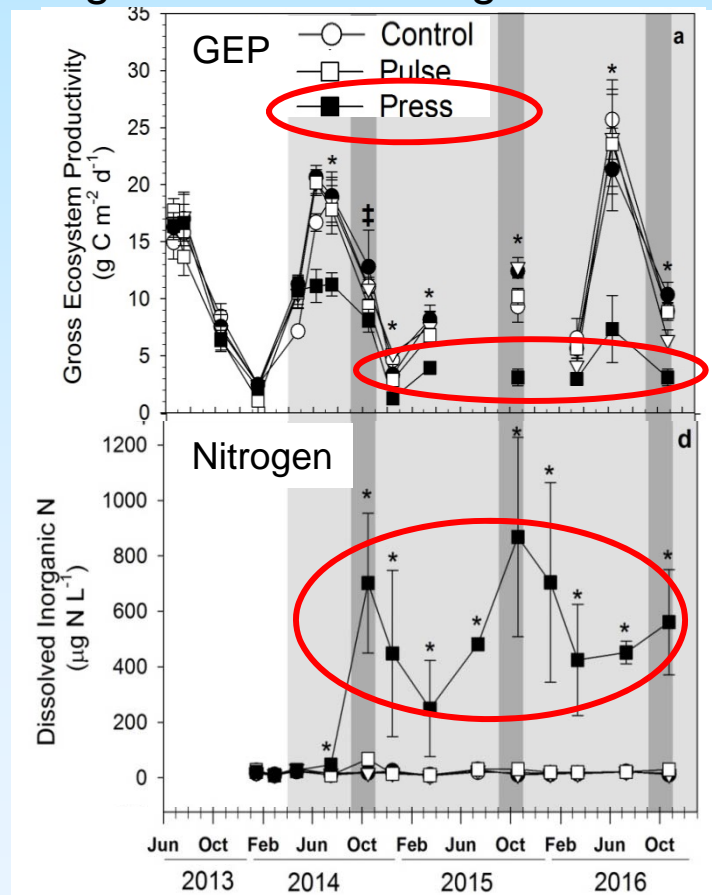 GEP
Control
Pulse
Press
a
35
30
25
20
15
10
5
0
Gross Ecosystem Productivity
(g C m-2 d-1)
*
*
‡
*
*
*
*
Nitrogen
d
1200
1000
800
600
400
200
0
Dissolved Inorganic N
(µg N L-1)
*
*
*
*
*
*
*
*
*
*
Jun Oct Feb Jun Oct Feb Jun Oct Feb Jun Oct
2013 2014 2015 2016